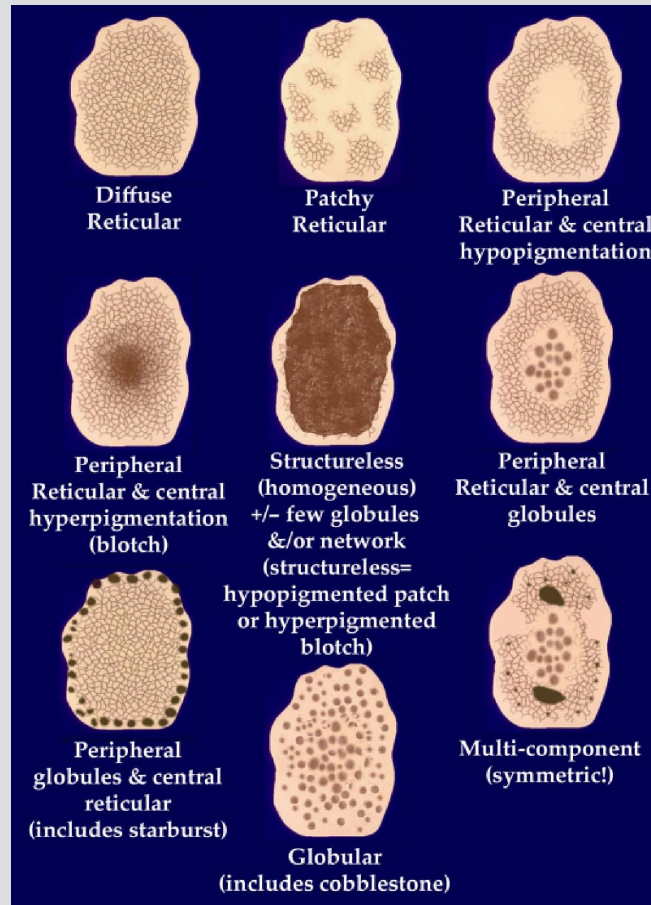 Diffuse
Reticular
Patchy
Reticular
Peripheral
Reticular & central
hypopigmentation
Peripheral
Reticular & central
hyperpigmentation
(blotch)
Structureless
(homogeneous)
+/− few globules
&/or network
(structureless=
hypopigmented patch
or hyperpigmented
blotch)
Peripheral
Reticular & central
globules
Peripheral
globules & central
reticular
(includes starburst)
Globular
(includes cobblestone)
Multi-component
(symmetric!)